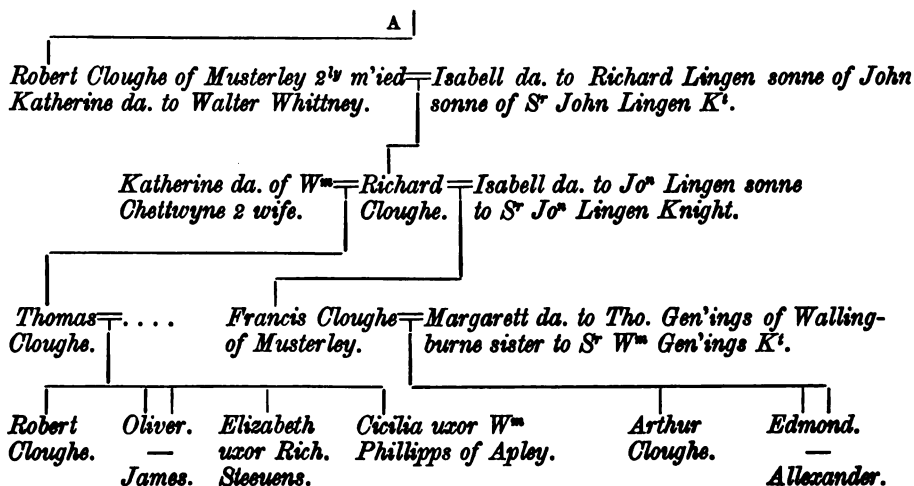 A
Robert Cloughe of Musterley 2ˡʸ m'ied = Isabell da. to Richard Lingen sonne of John
Katherine da. to Walter Whittney. sonne of Sʳ John Lingen Kᵗ.
Katherine da. of Wᵐ = Richard = Isabell da. to Joⁿ Lingen sonne
Chettwyne 2 wife. Cloughe. to Sʳ Joⁿ Lingen Knight.
Thomas = . . . . Francis Cloughe = Margarett da. to Tho. Gen'ings of Walling-
Cloughe. of Musterley. burne sister to Sʳ Wᵐ Gen'ings Kᵗ.
Robert Oliver. Elizabeth Cicilia uxor Wᵐ Arthur Edmond.
Cloughe. — uxor Rich. Phillipps of Apley. Cloughe. —
James. Steeuens. Allexander.